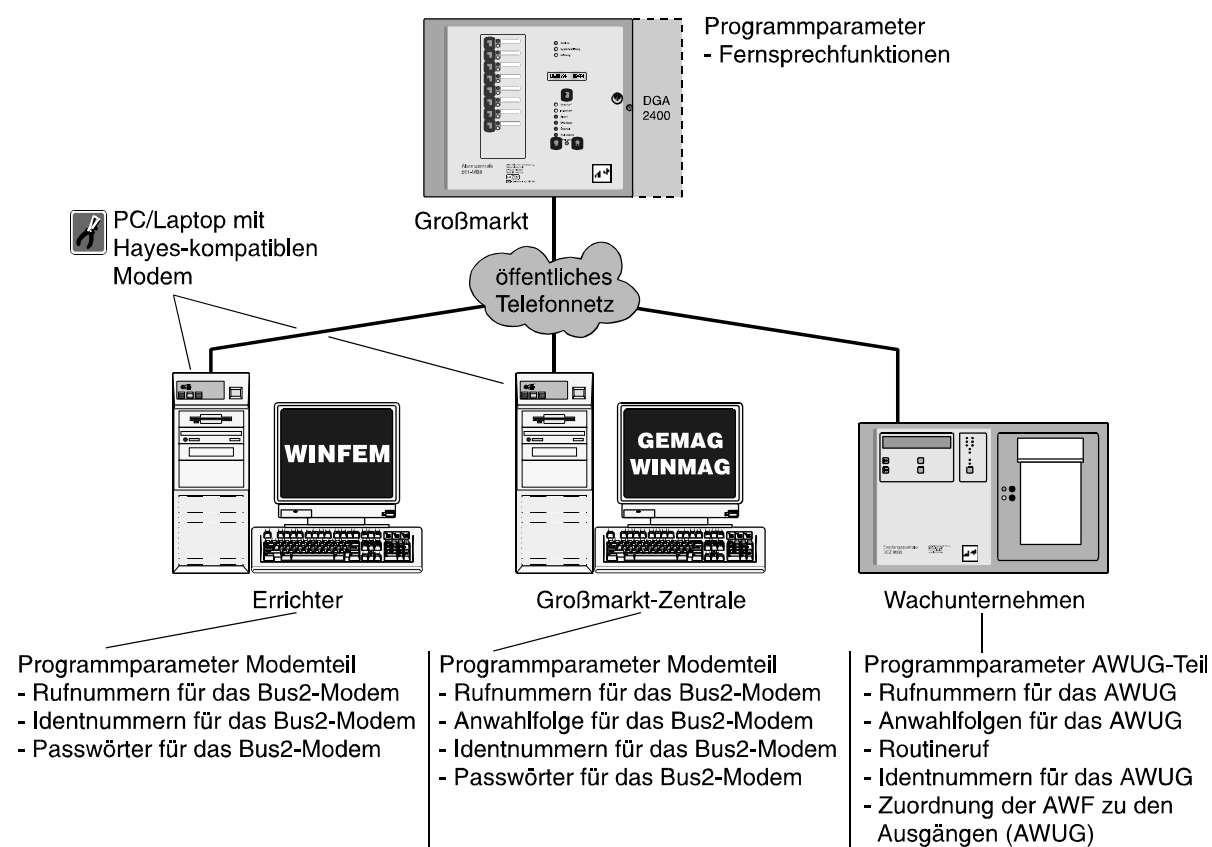 Programmparameter
- Fernsprechfunktionen
DGA
2400
Alarmzentrale
561-MB8
Großmarkt
PC/Laptop mit
Hayes-kompatiblen
Modem
öffentliches
Telefonnetz
WINFEM
GEMAG
WINMAG
Errichter
Großmarkt-Zentrale
Wachunternehmen
Programmparameter Modemteil
- Rufnummern für das Bus2-Modem
- Identnummern für das Bus2-Modem
- Passwörter für das Bus2-Modem
Programmparameter Modemteil
- Rufnummern für das Bus2-Modem
- Anwahlfolge für das Bus2-Modem
- Identnummern für das Bus2-Modem
- Passwörter für das Bus2-Modem
Programmparameter AWUG-Teil
- Rufnummern für das AWUG
- Anwahlfolgen für das AWUG
- Routineruf
- Identnummern für das AWUG
- Zuordnung der AWF zu den
Ausgängen (AWUG)